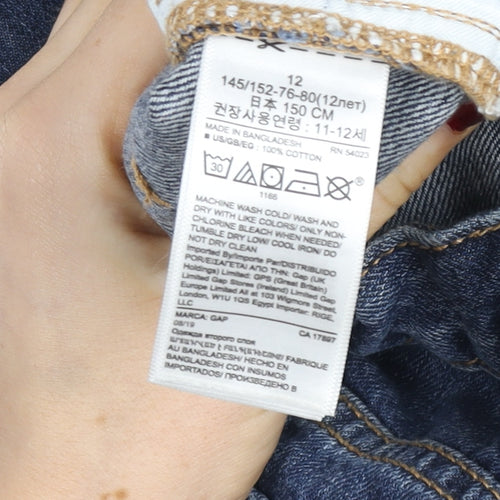 12
145/152-76-80(12лет)
日本 150 CM
권장사용연령 : 11-12세
MADE IN BANGLADESH RN 54023
■ US/GB/EQ : 100% COTTON
30
1166
MACHINE WASH COLD/ WASH AND
DRY WITH LIKE COLORS/ ONLY NON-
CHLORINE BLEACH WHEN NEEDED/
TUMBLE DRY LOW/ COOL IRON/ DO
NOT DRY CLEAN
Imported By/Importe Par/DISTRIBUIDO
POR/ΕΙΣΑΓΕΤΑΙ ΑΠΟ ΤΗΝ: Gap (UK
Holdings) Limited: GPS (Great Britain)
Limited Gap Stores (Ireland) Limited Gap
Europe Limited All at 103 Wigmore Street,
London, W1U 1QS Egypt Importer: RIGE,
LLC
MARCA: GAP CA 17897
08/19
Одежда второго слоя
FABRIQUE
AU BANGLADESH/ HECHO EN
BANGLADESH CON INSUMOS
IMPORTADOS/ ПРОИЗВЕДЕНО В